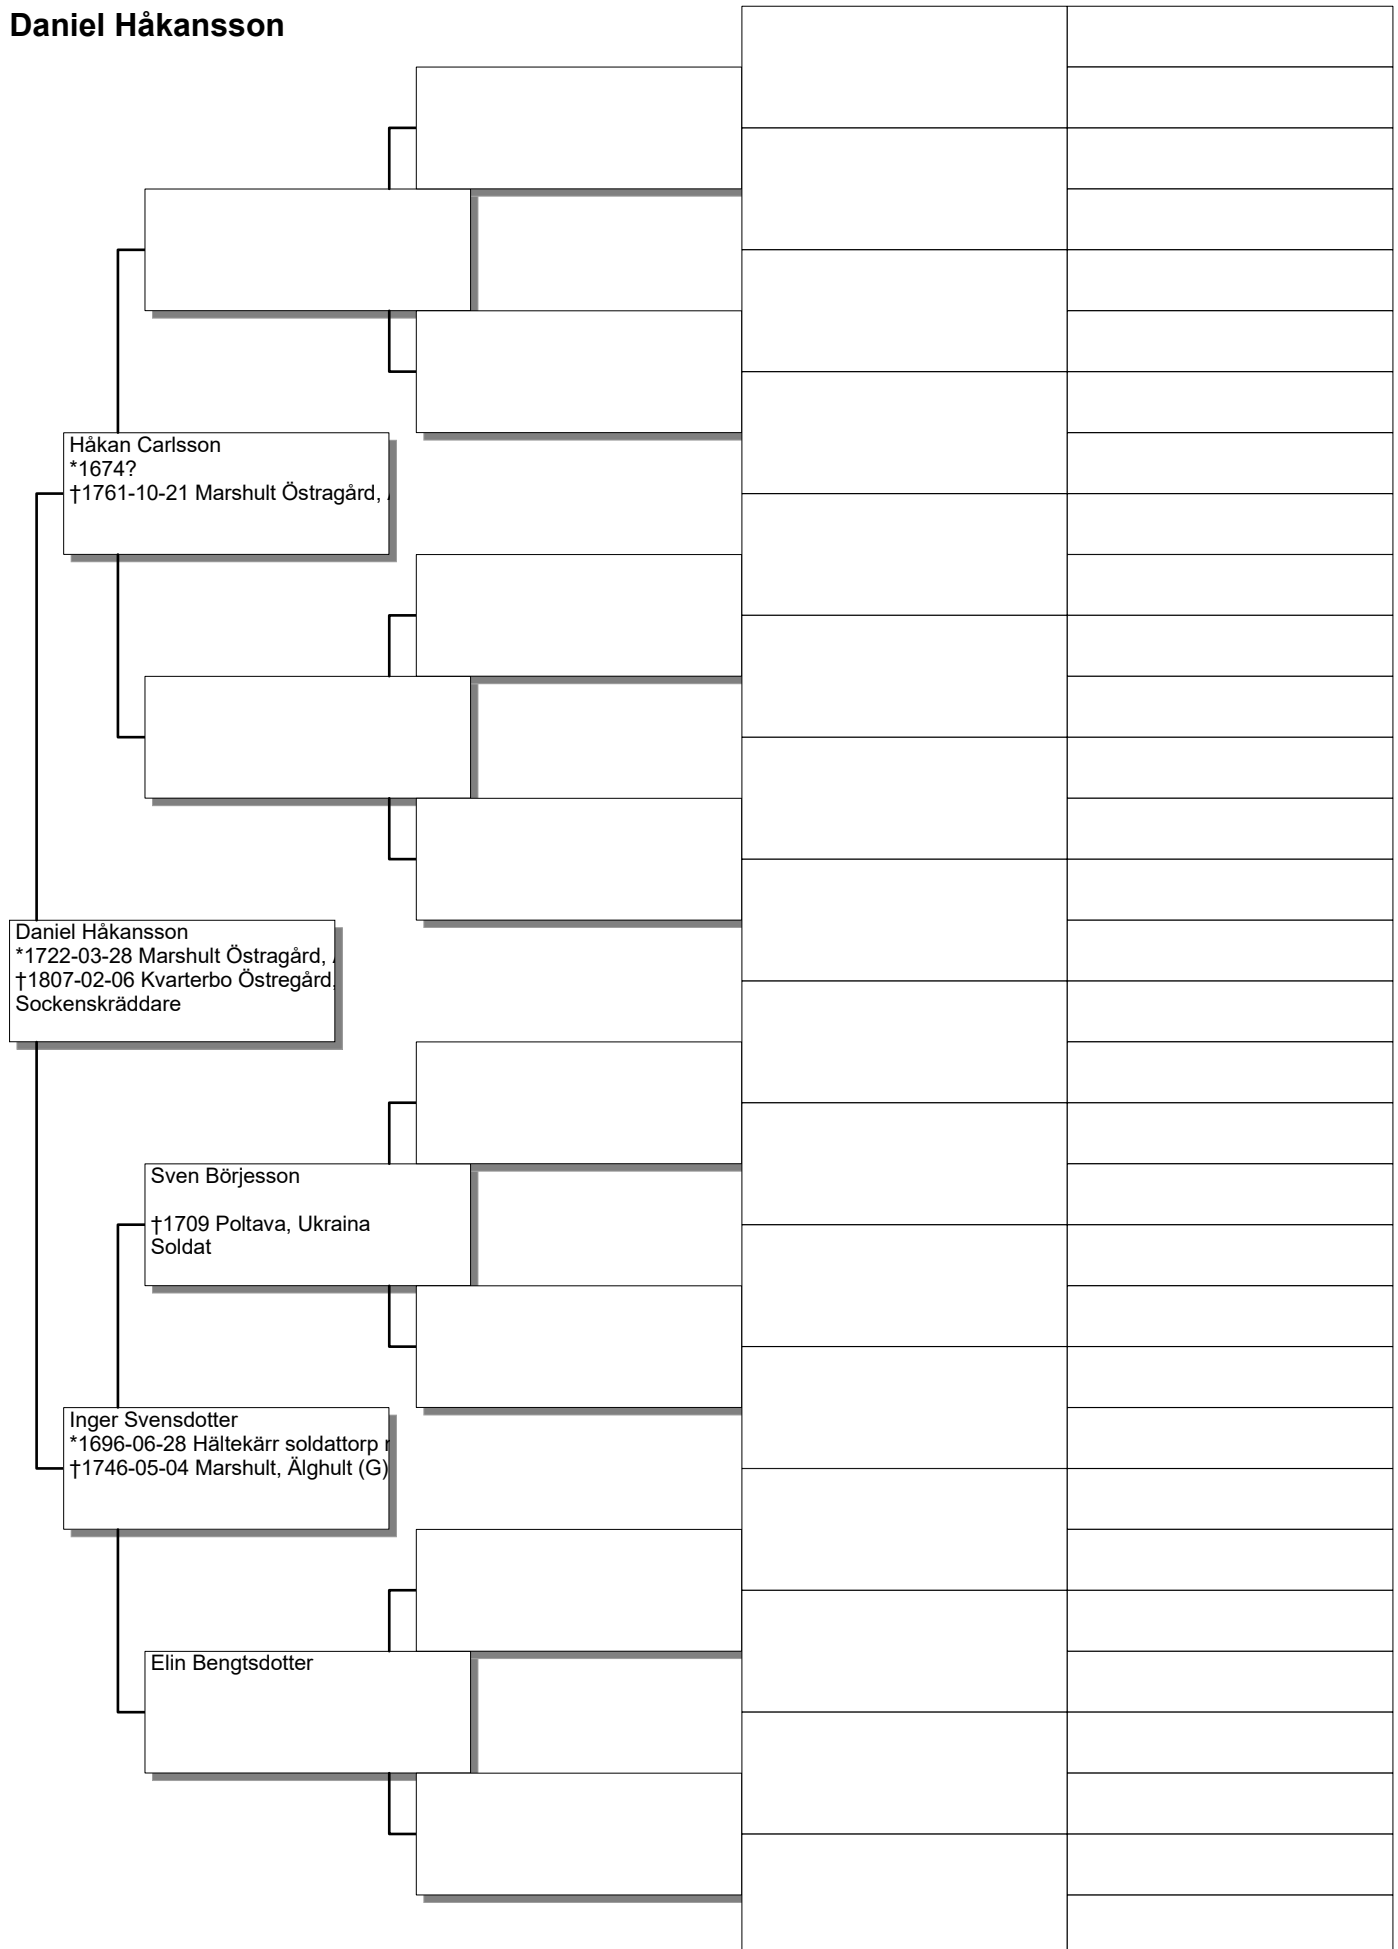 Daniel Håkansson
Håkan Carlsson
*1674?
†1761-10-21 Marshult Östragård,
Daniel Håkansson
*1722-03-28 Marshult Östragård,
†1807-02-06 Kvarterbo Östregård,
Sockenskräddare
Sven Börjesson
†1709 Poltava, Ukraina
Soldat
Inger Svensdotter
*1696-06-28 Hältekärr soldattorp
†1746-05-04 Marshult, Älghult (G)
Elin Bengtsdotter